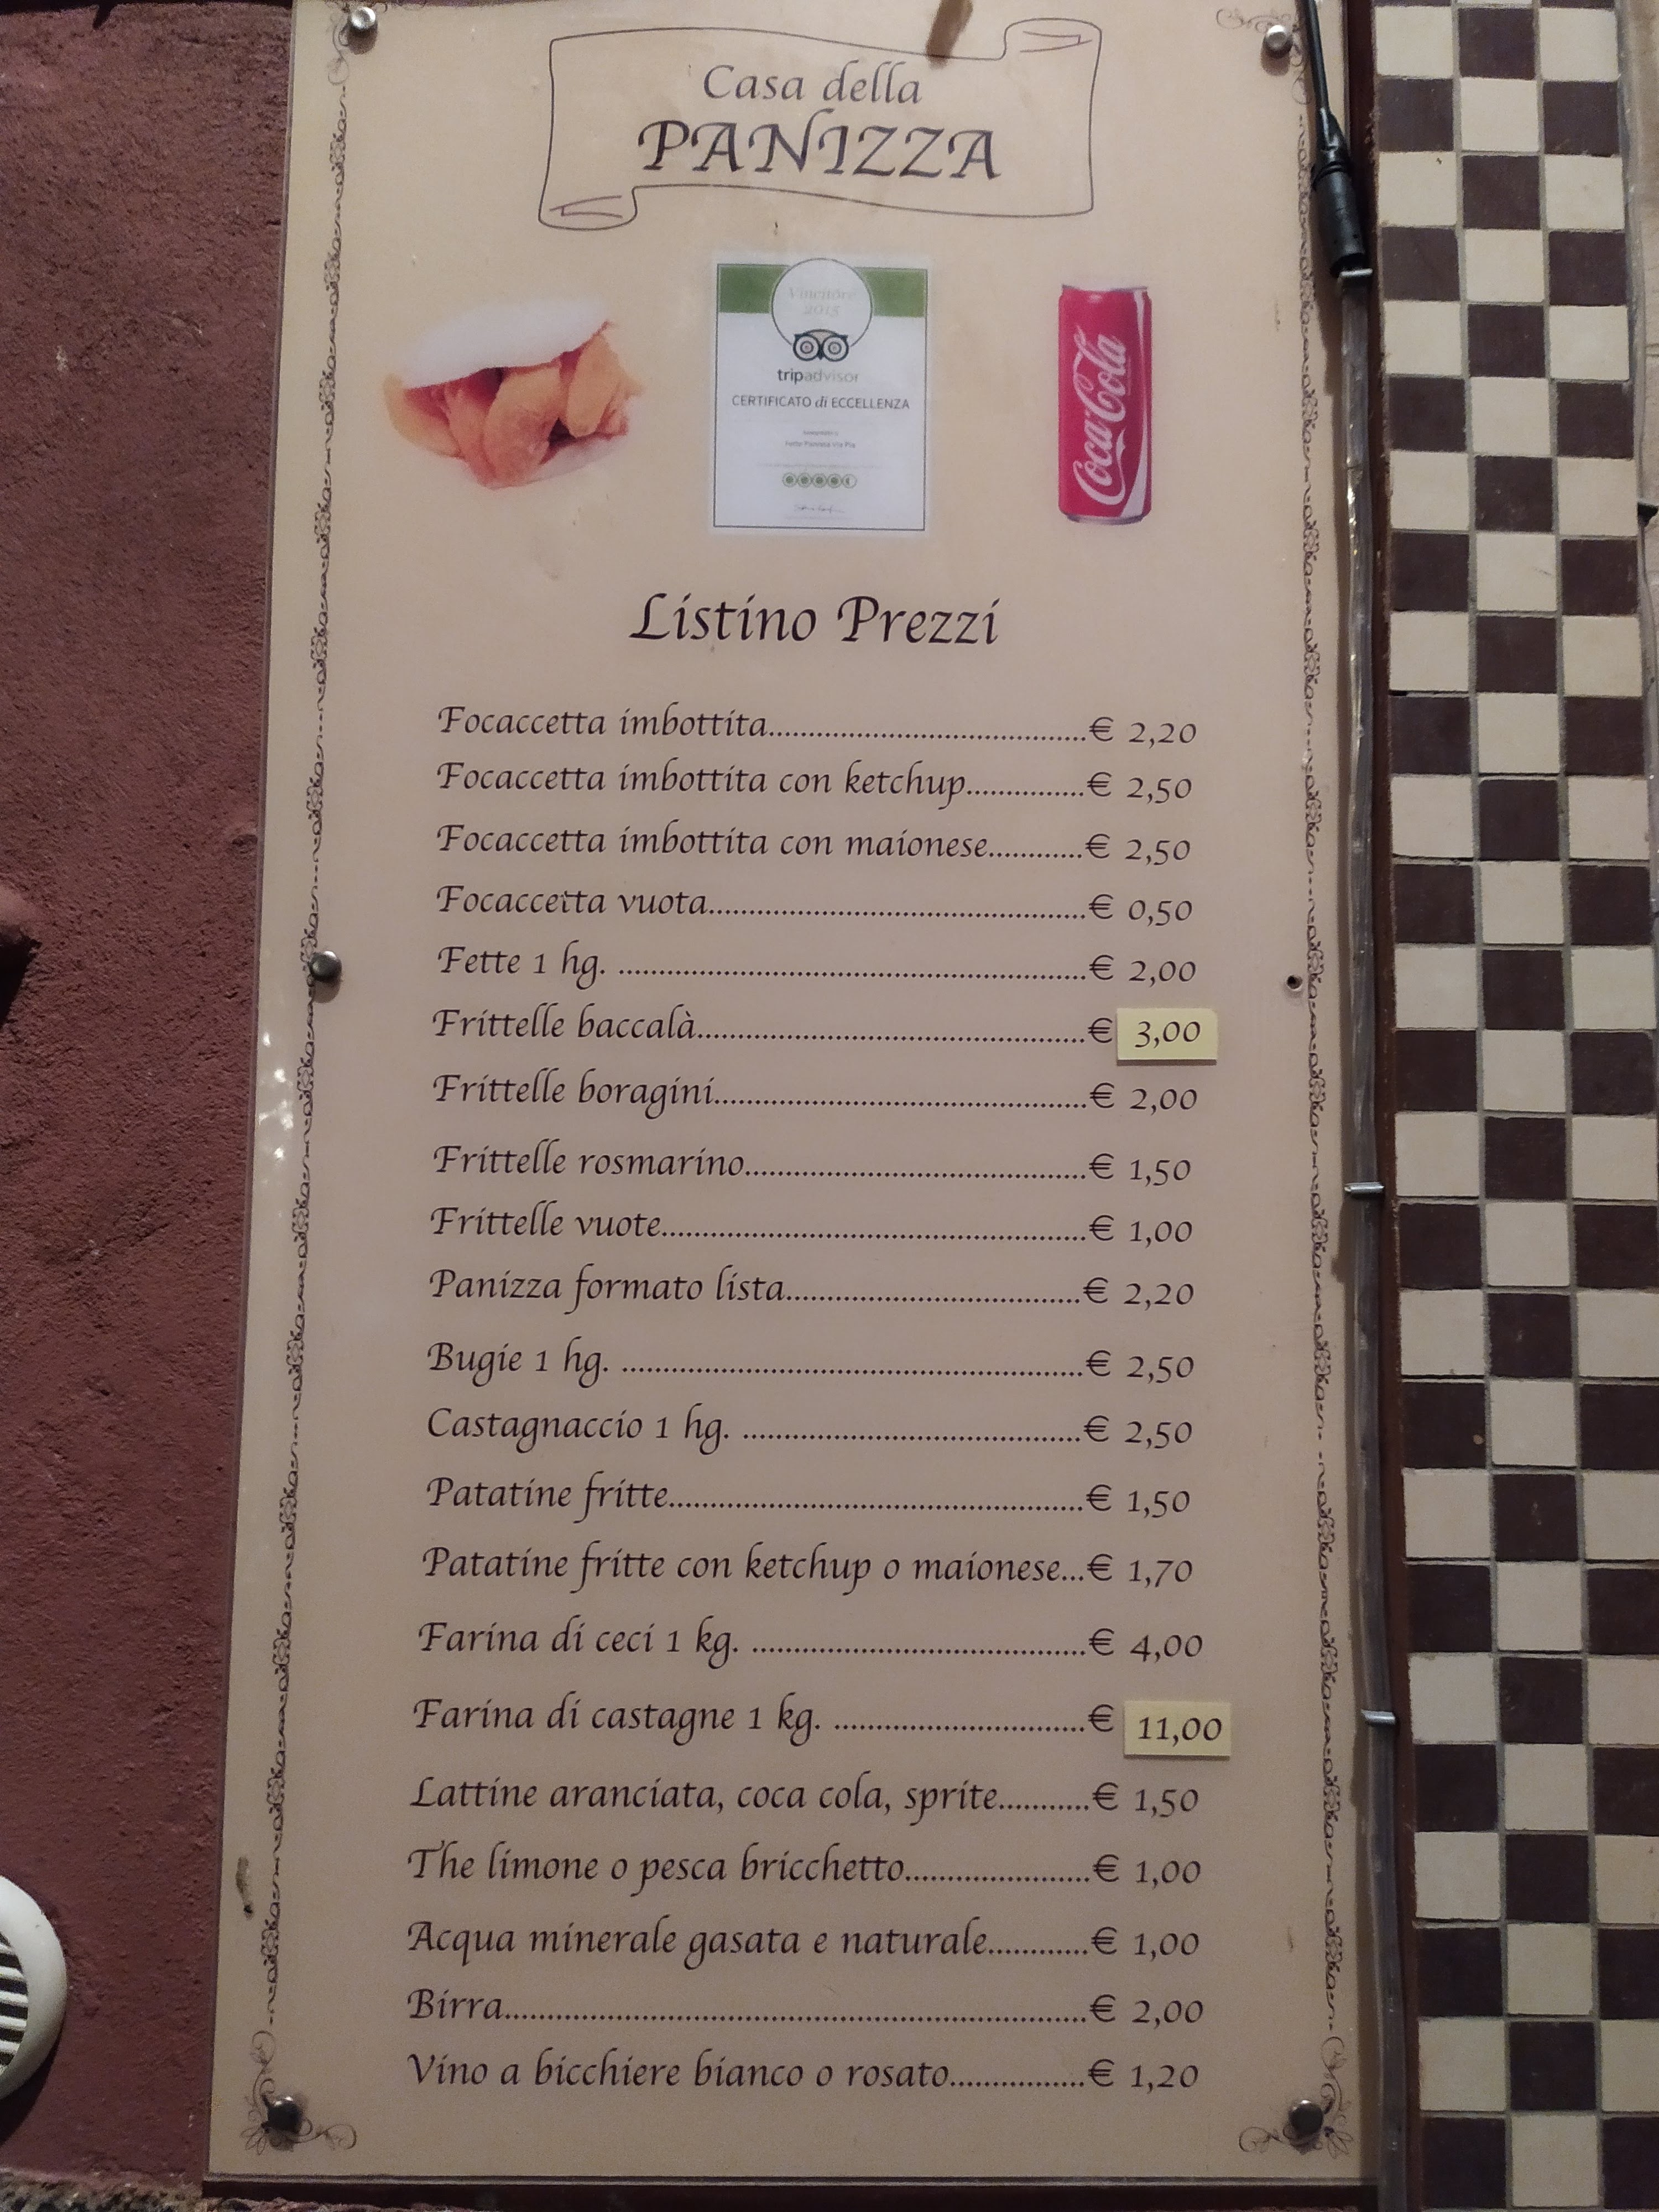 Casa della
PANIZZA
Vincitore
2015
tripadvisor
CERTIFICATO di ECCELLENZA
Coca-Cola
Listino Prezzi
Focaccetta imbottita........................................€ 2,20
Focaccetta imbottita con ketchup...............€ 2,50
Focaccetta imbottita con maionese............€ 2,50
Focaccetta vuota................................................€ 0,50
Fette 1 hg. ............................................................€ 2,00
Frittelle baccalà..................................................€ 3,00
Frittelle boragini................................................€ 2,00
Frittelle rosmarino............................................€ 1,50
Frittelle vuote......................................................€ 1,00
Panizza formato lista......................................€ 2,20
Bugie 1 hg. ...........................................................€ 2,50
Castagnaccio 1 hg. ...........................................€ 2,50
Patatine fritte.....................................................€ 1,50
Patatine fritte con ketchup o maionese...€ 1,70
Farina di ceci 1 kg. ..........................................€ 4,00
Farina di castagne 1 kg. ................................€ 11,00
Lattine aranciata, coca cola, sprite...........€ 1,50
The limone o pesca bricchetto.......................€ 1,00
Acqua minerale gasata e naturale............€ 1,00
Birra.........................................................................€ 2,00
Vino a bicchiere bianco o rosato.................€ 1,20